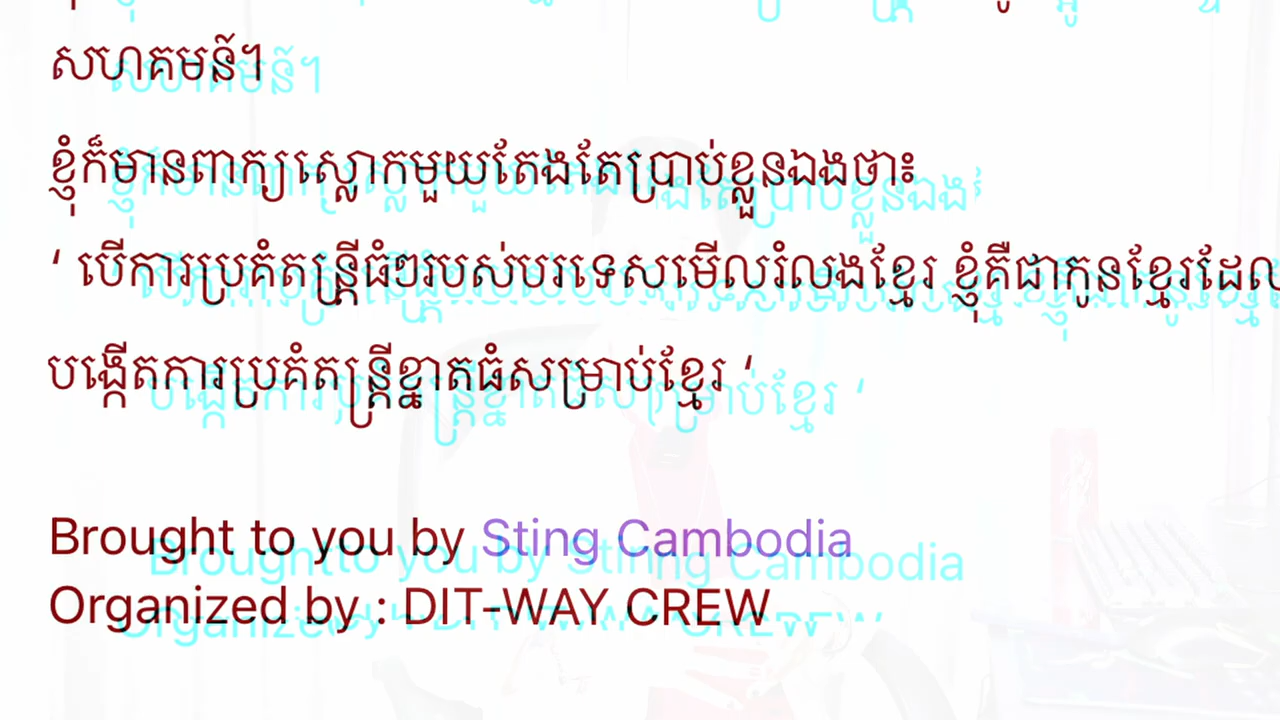 សហគមន៍។
ខ្ញុំក៏មានពាក្យស្លោកមួយតែងតែប្រាប់ខ្លួនឯងថា៖
‘ បើការប្រគំតន្ត្រីធំៗរបស់បរទេសមើលរំលងខ្មែរ ខ្ញុំគឺជាកូនខ្មែរដែល
បង្កើតការប្រគំតន្ត្រីខ្នាតធំសម្រាប់ខ្មែរ ‘
Brought to you by Sting Cambodia
Organized by : DIT-WAY CREW